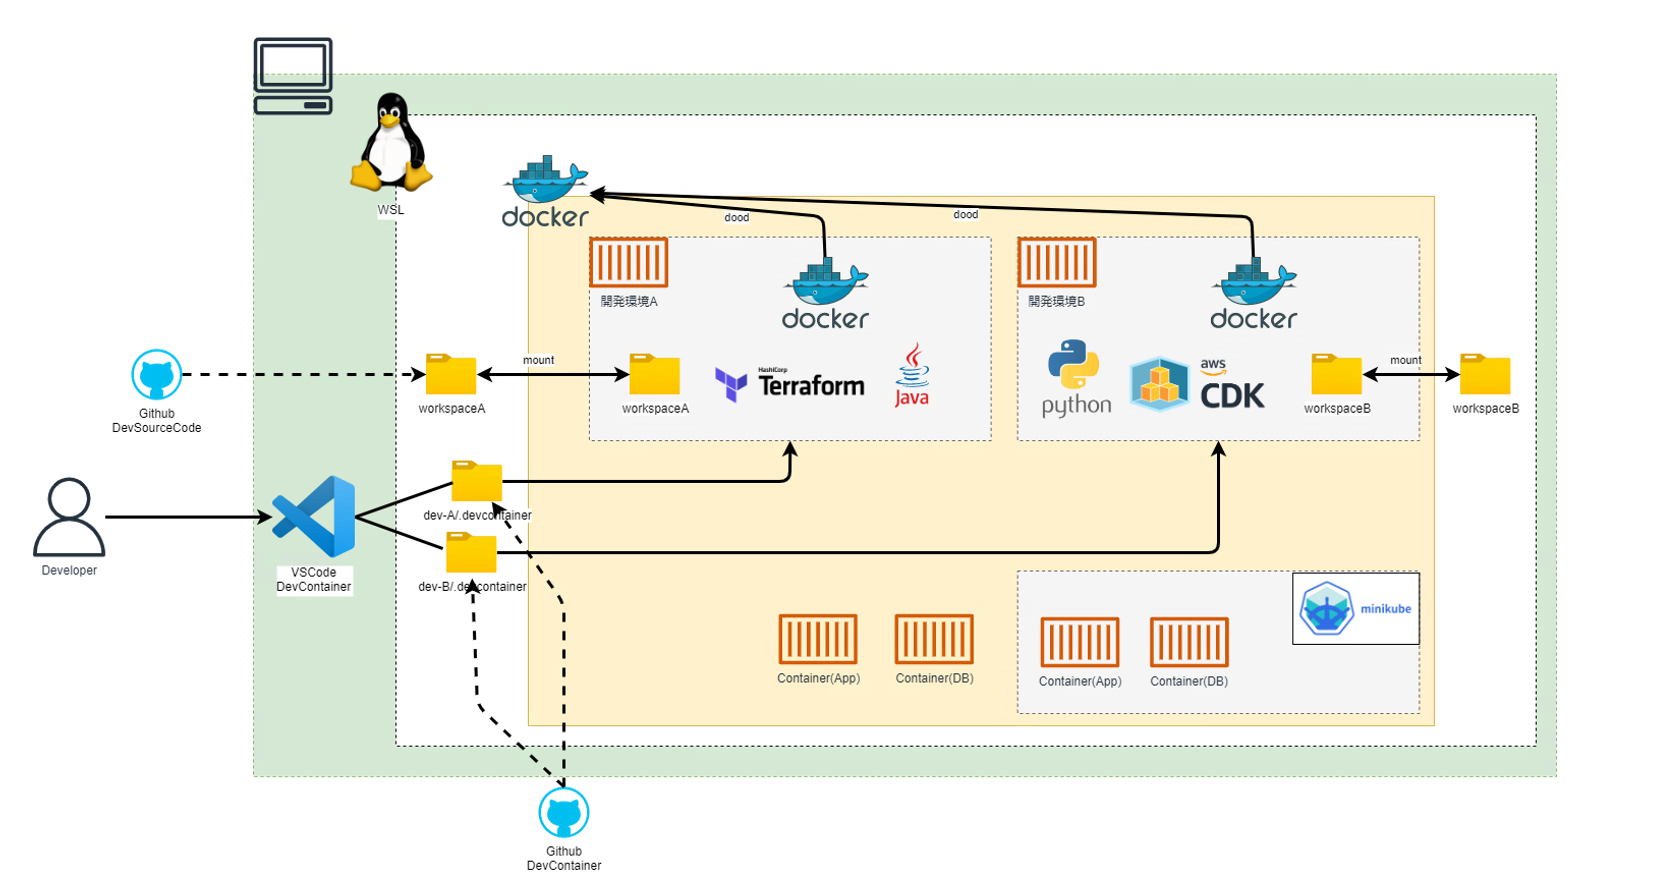 WSL
docker
dood
dood
開発環境A
docker
開発環境B
docker
mount
workspaceA
workspaceA
HashiCorp
Terraform
Java
python
aws
CDK
mount
workspaceB
workspaceB
Github
DevSourceCode
Developer
VSCode
DevContainer
dev-A/.devcontainer
dev-B/.devcontainer
Container(App)
Container(DB)
minikube
Container(App)
Container(DB)
Github
DevContainer